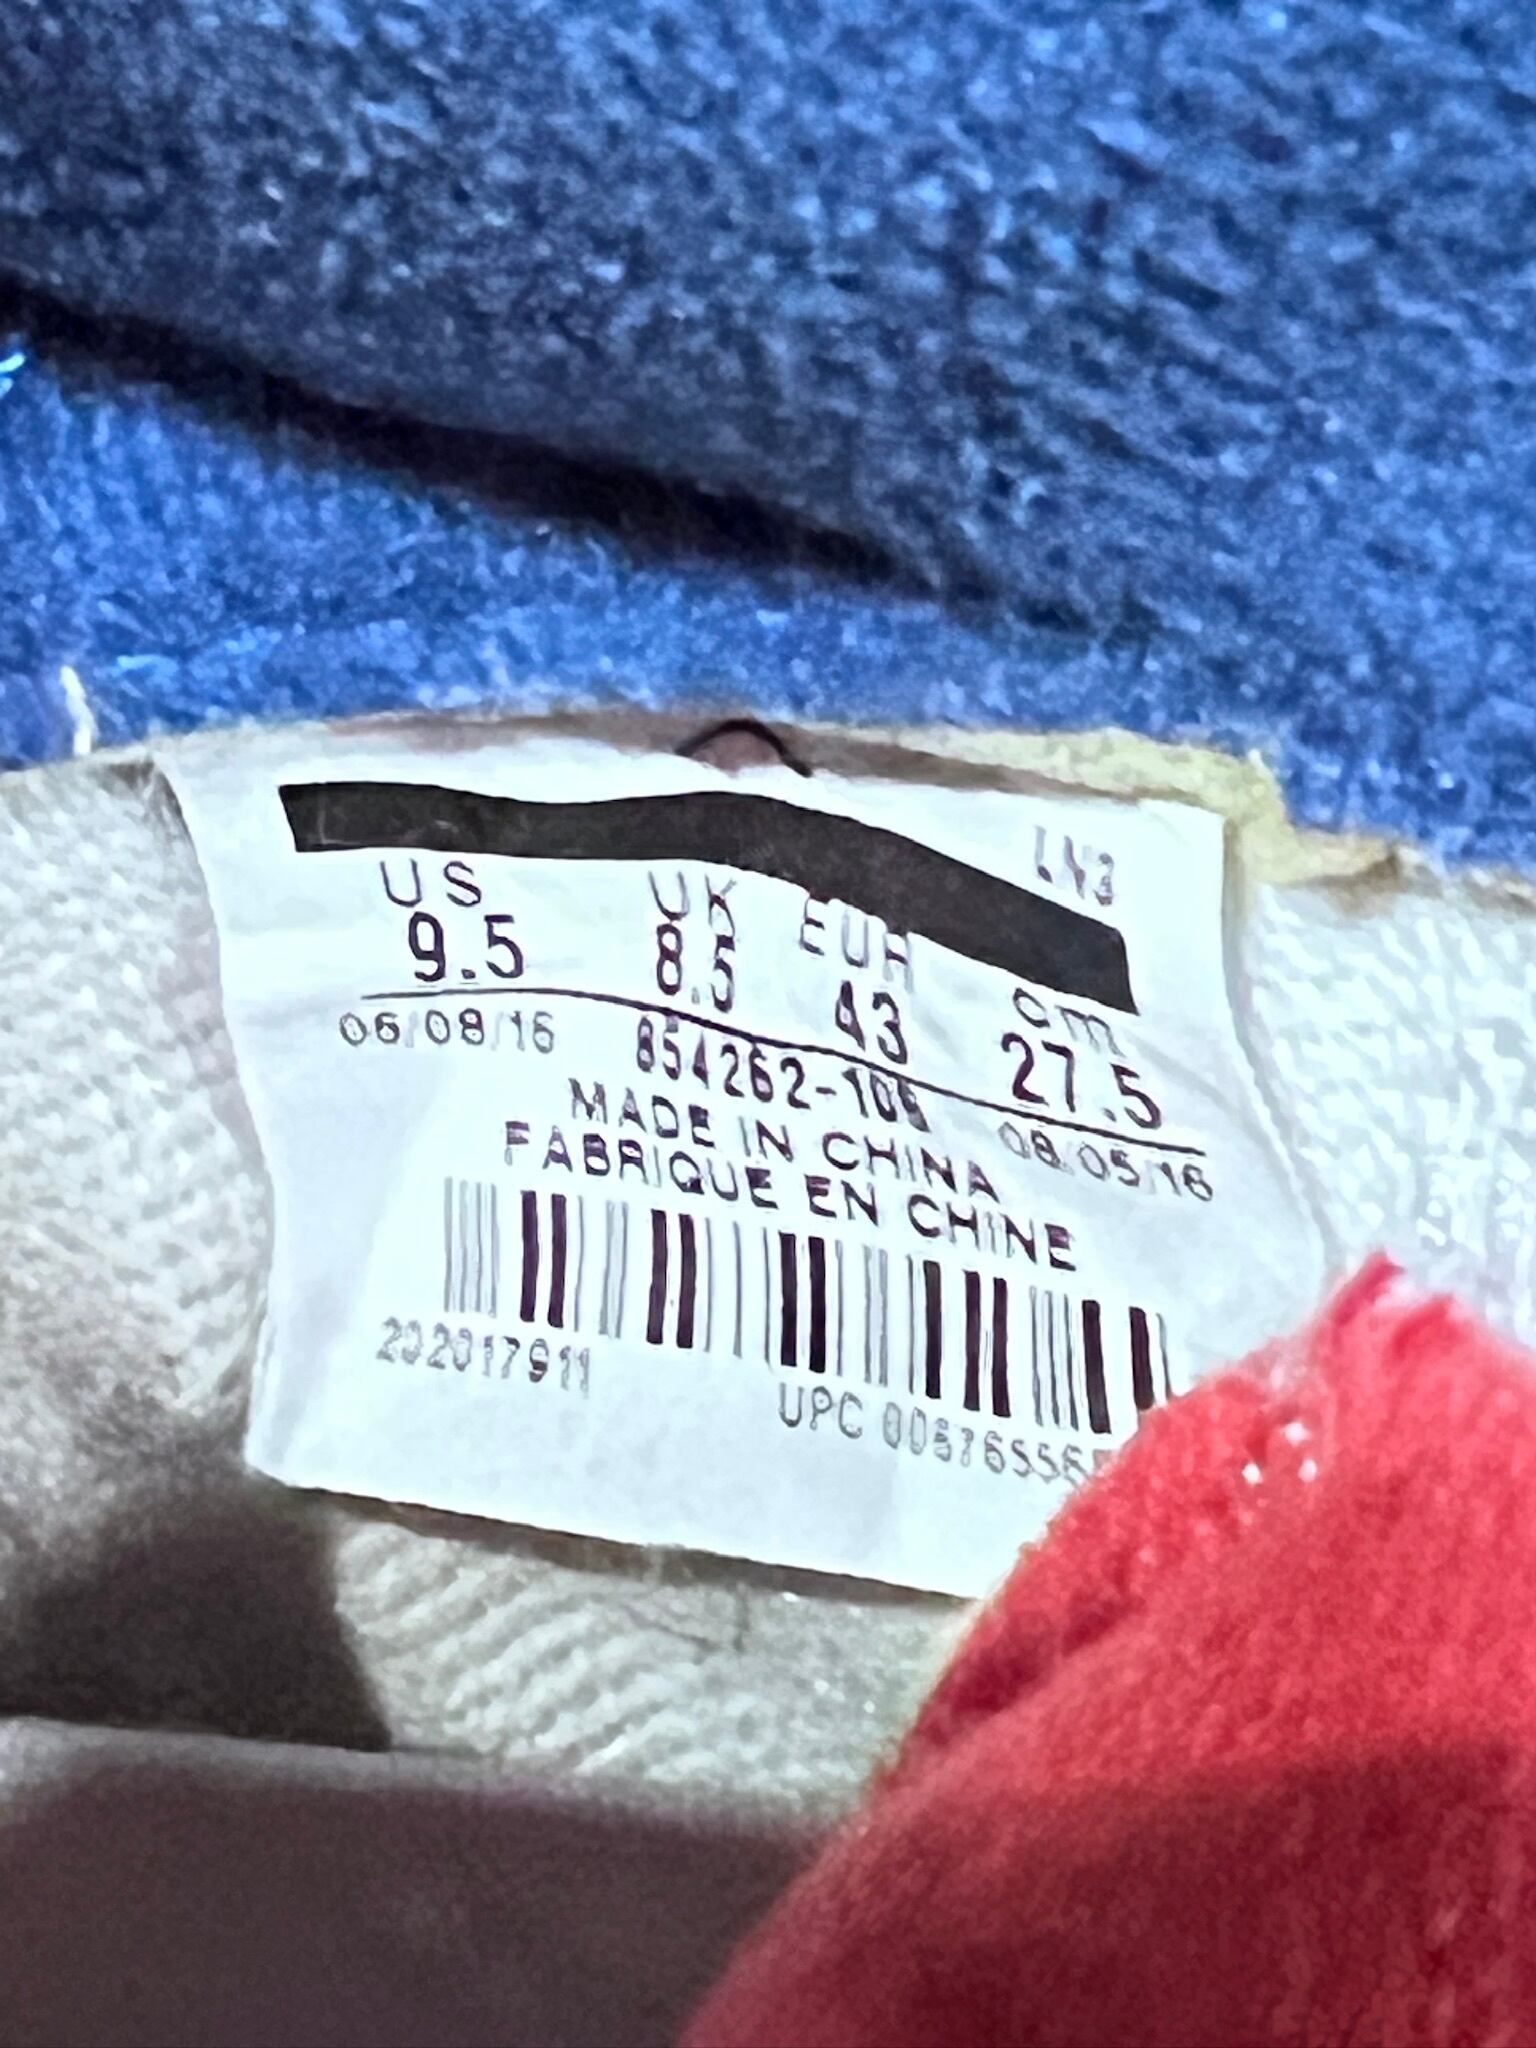 US UK EUR cm
9.5 8.5 43 27.5
06/08/16 854262-106 08/05/16
MADE IN CHINA
FABRIQUE EN CHINE
202017911
UPC